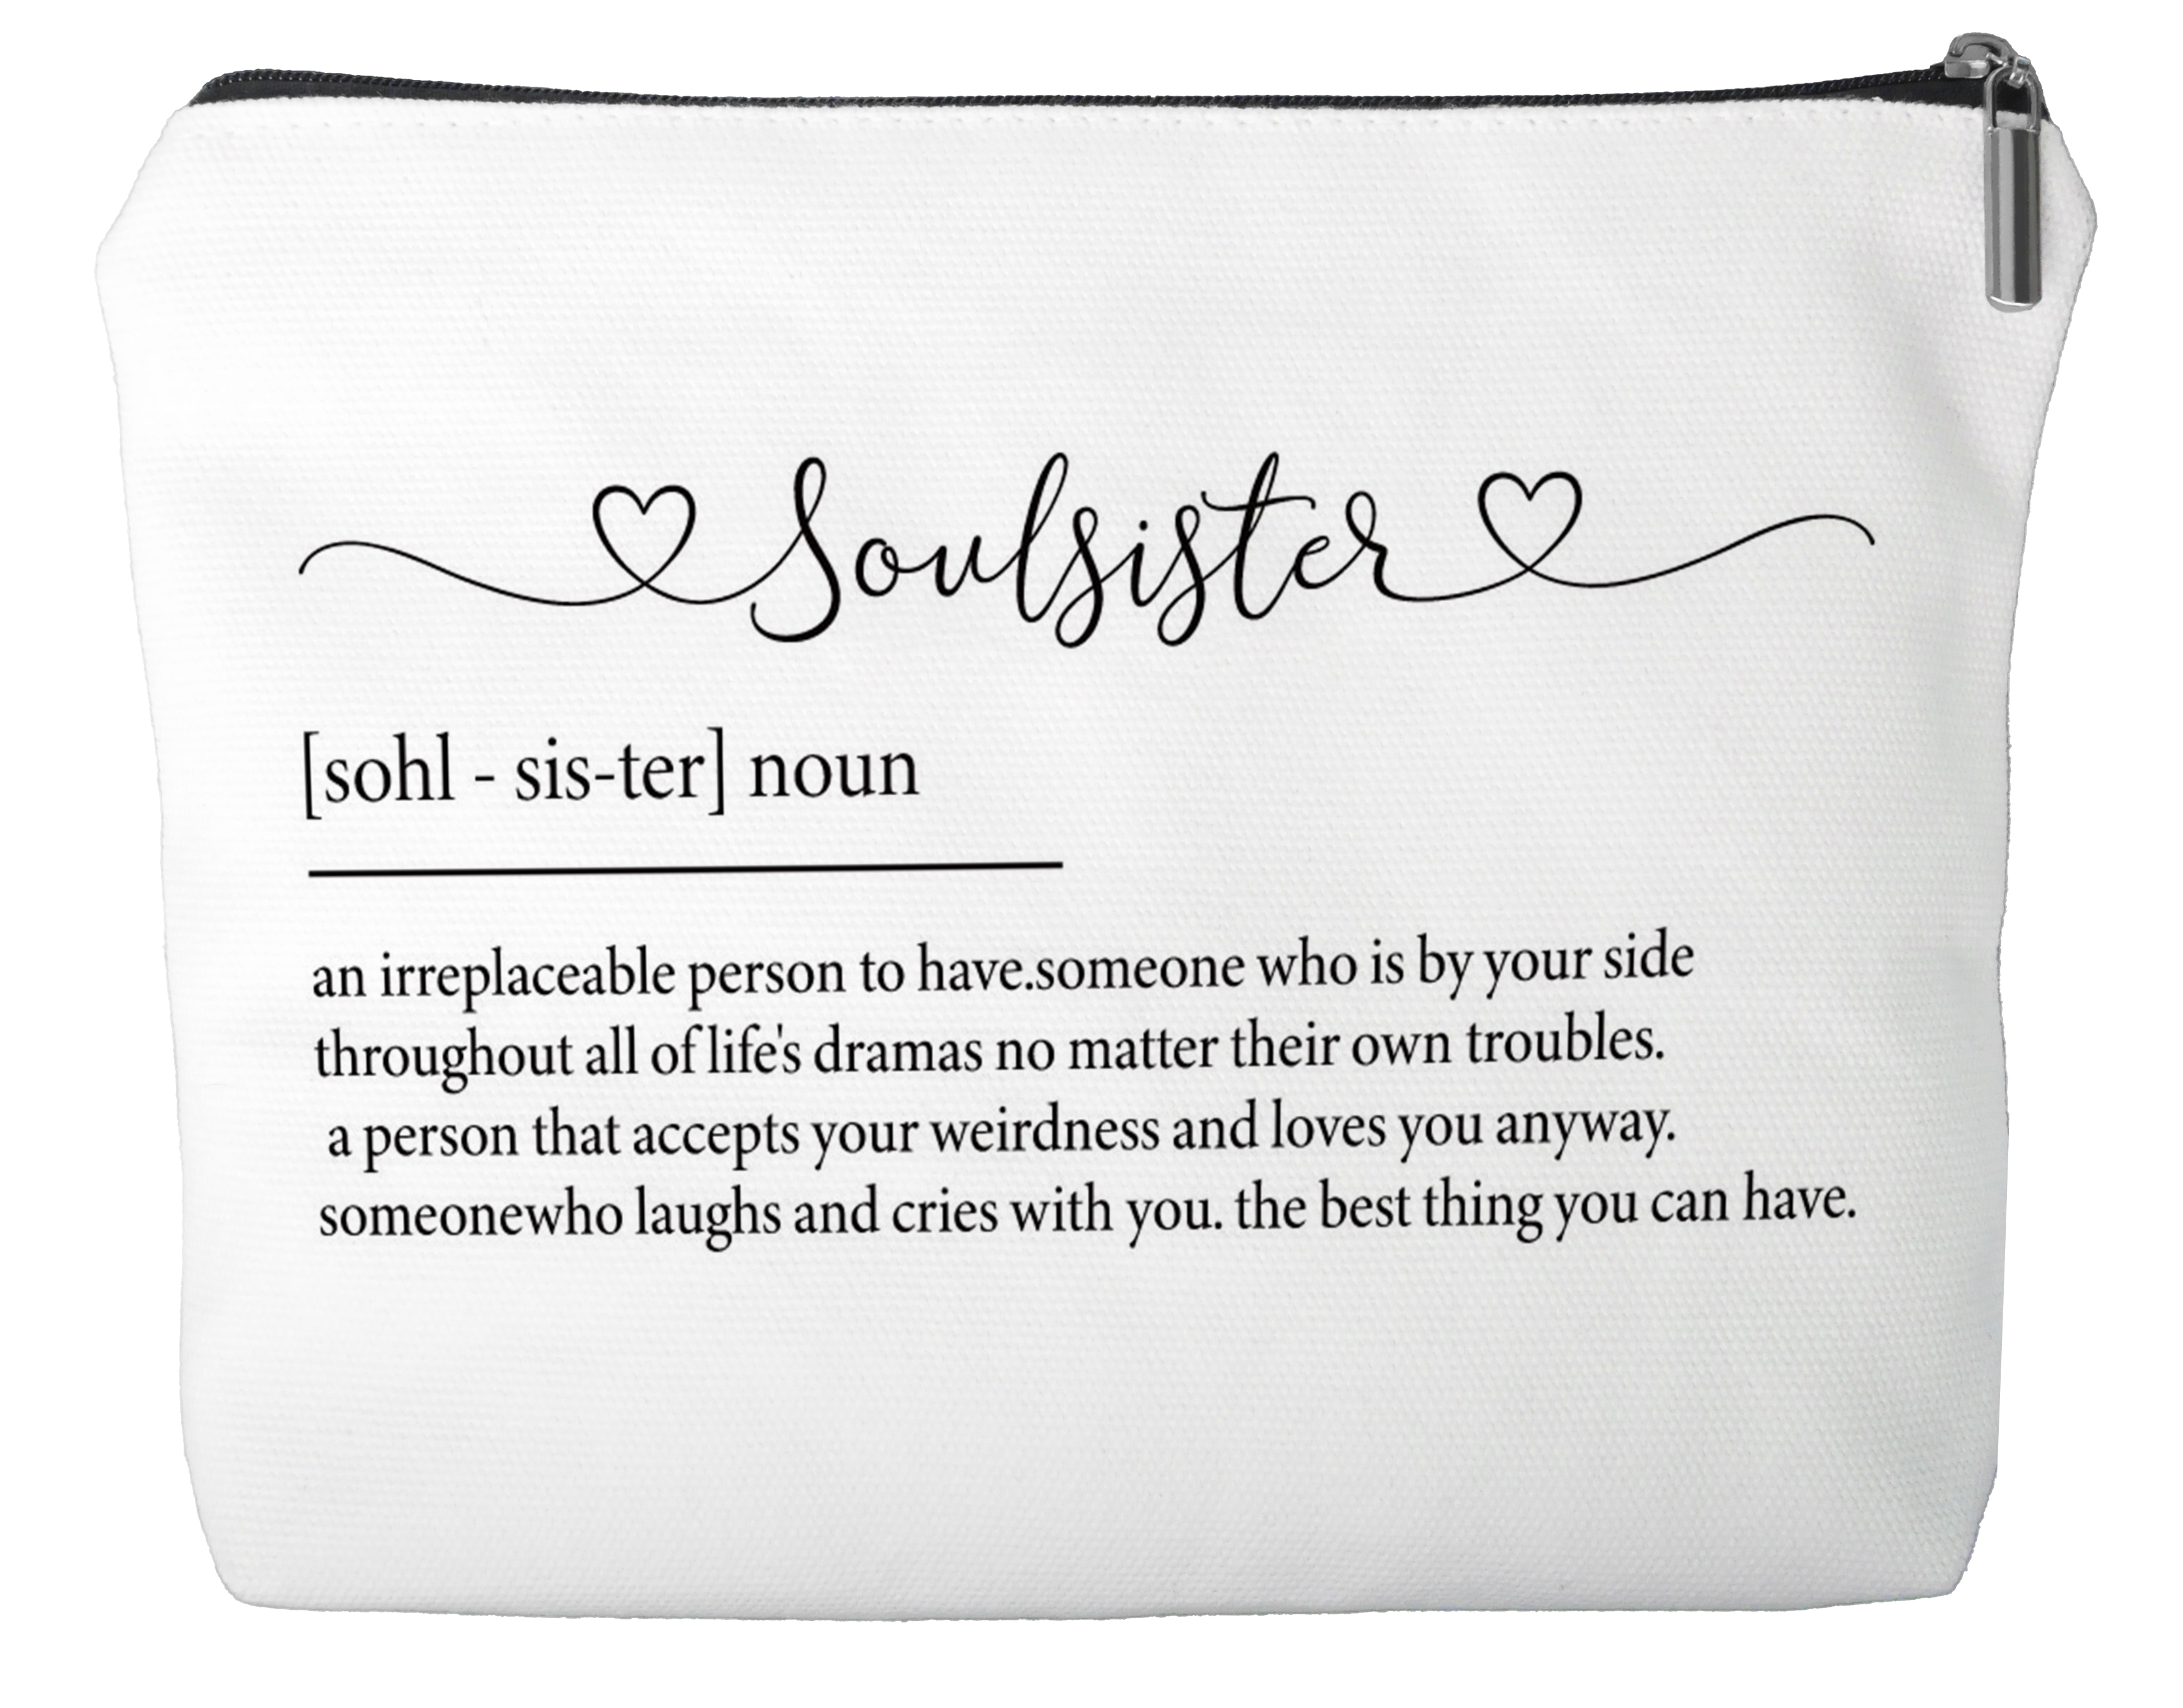 Soulsister
[sohl - sis-ter] noun
an irreplaceable person to have.someone who is by your side
throughout all of life's dramas no matter their own troubles.
a person that accepts your weirdness and loves you anyway.
someonewho laughs and cries with you. the best thing you can have.